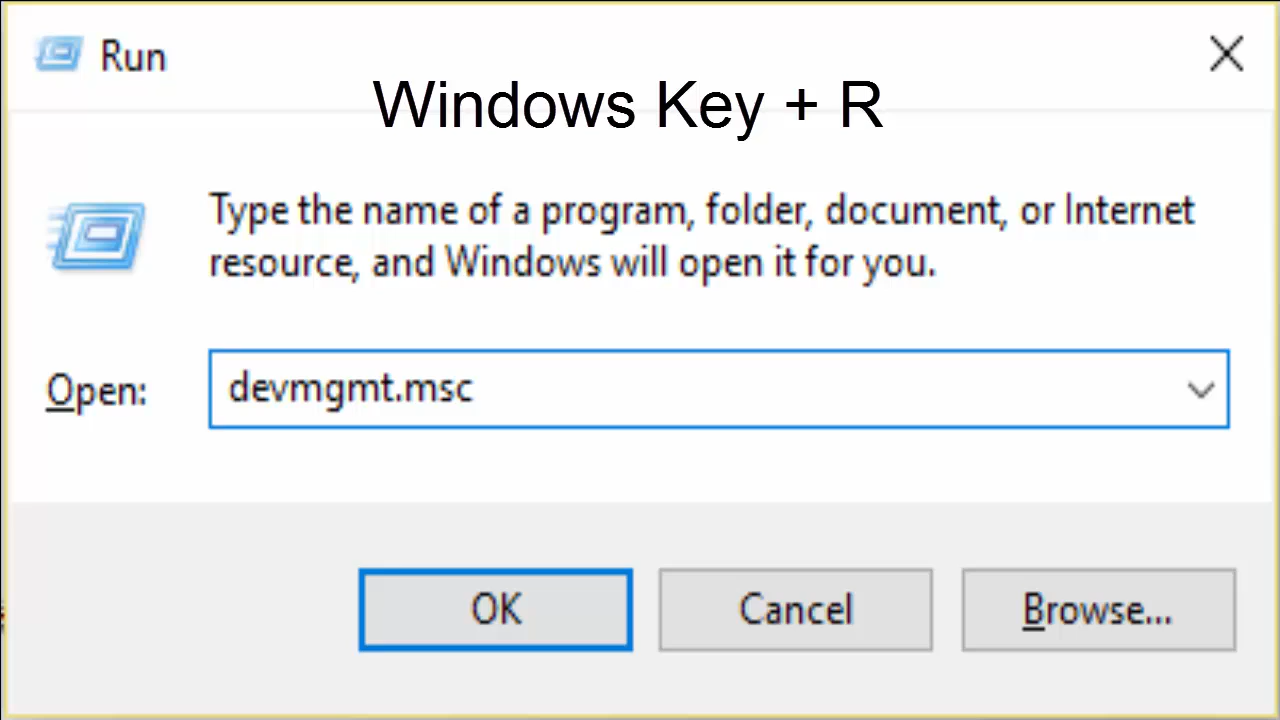 Run
Windows Key + R
Type the name of a program, folder, document, or Internet
resource, and Windows will open it for you.
Open:
devmgmt.msc
OK
Cancel
Browse...